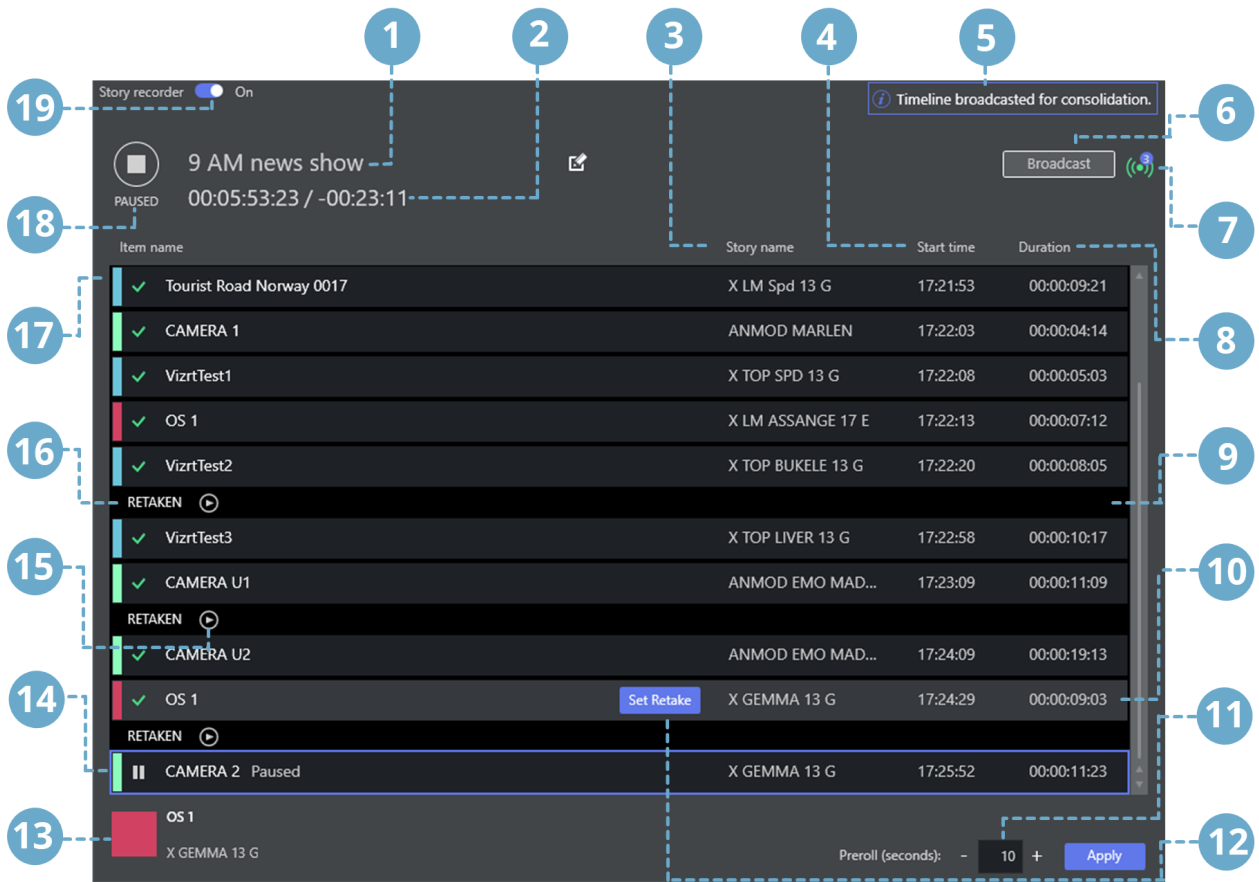 1
2
3
4
5
Story recorder On
Timeline broadcasted for consolidation.
19
6
9 AM news show
Broadcast
3
PAUSED
00:05:53:23 / -00:23:11
18
7
Item name Story name Start time Duration
Tourist Road Norway 0017 X LM Spd 13 G 17:21:53 00:00:09:21
17
CAMERA 1 ANMOD MARLEN 17:22:03 00:00:04:14
8
VizrtTest1 X TOP SPD 13 G 17:22:08 00:00:05:03
OS 1 X LM ASSANGE 17 E 17:22:13 00:00:07:12
16
9
VizrtTest2 X TOP BUKELE 13 G 17:22:20 00:00:08:05
RETAKEN
VizrtTest3 X TOP LIVER 13 G 17:22:58 00:00:10:17
15
10
CAMERA U1 ANMOD EMO MAD... 17:23:09 00:00:11:09
RETAKEN
CAMERA U2 ANMOD EMO MAD... 17:24:09 00:00:19:13
14
OS 1 Set Retake X GEMMA 13 G 17:24:29 00:00:09:03
11
RETAKEN
CAMERA 2 Paused X GEMMA 13 G 17:25:52 00:00:11:23
13
OS 1
12
X GEMMA 13 G
Preroll (seconds): - 10 + Apply